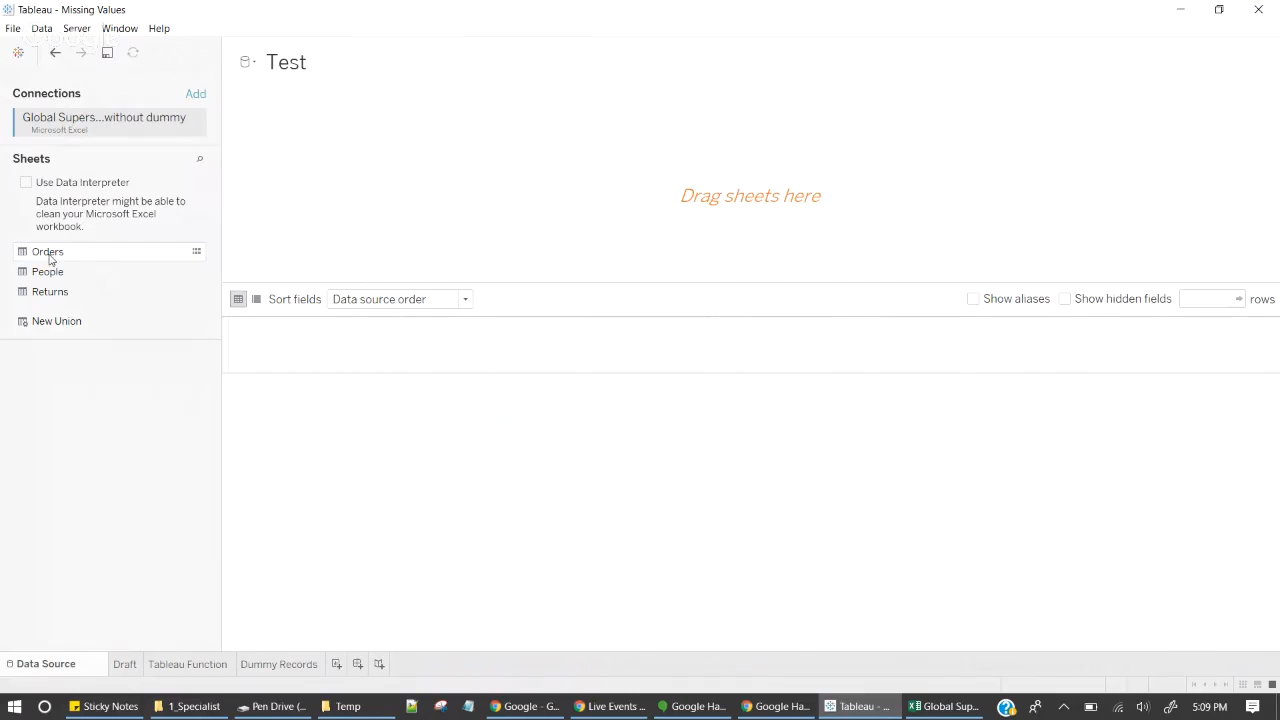 Tableau - Missing Values
File Data Server Window Help
Test
Connections Add
Global Supers...without dummy
Microsoft Excel
Sheets
Use Data Interpreter
Data Interpreter might be able to
clean your Microsoft Excel
workbook.
Orders
People
Returns
New Union
Drag sheets here
Sort fields Data source order Show aliases Show hidden fields rows
Data Source Draft Tableau Function Dummy Records
Sticky Notes 1_Specialist Pen Drive (... Temp Google - G... Live Events ... Google Ha... Google Ha... Tableau - ... Global Sup... 5:09 PM